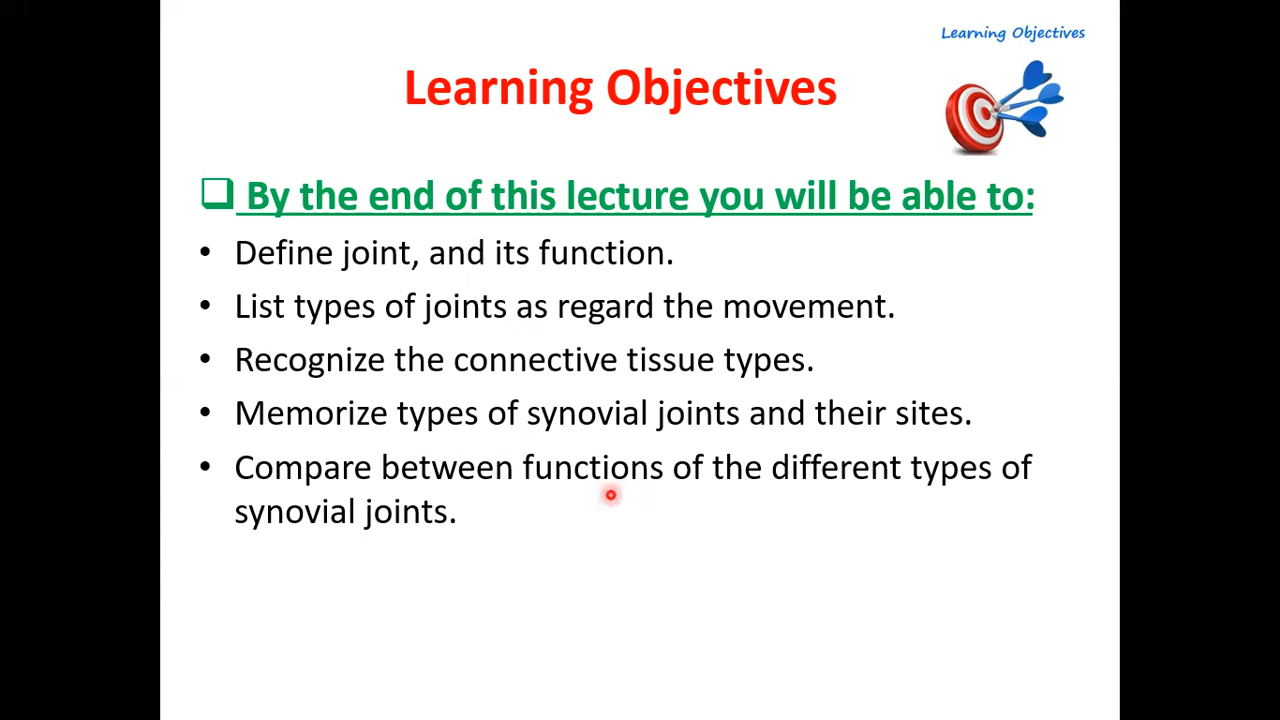 Learning Objectives
Learning Objectives
By the end of this lecture you will be able to:
• Define joint, and its function.
• List types of joints as regard the movement.
• Recognize the connective tissue types.
• Memorize types of synovial joints and their sites.
• Compare between functions of the different types of
synovial joints.